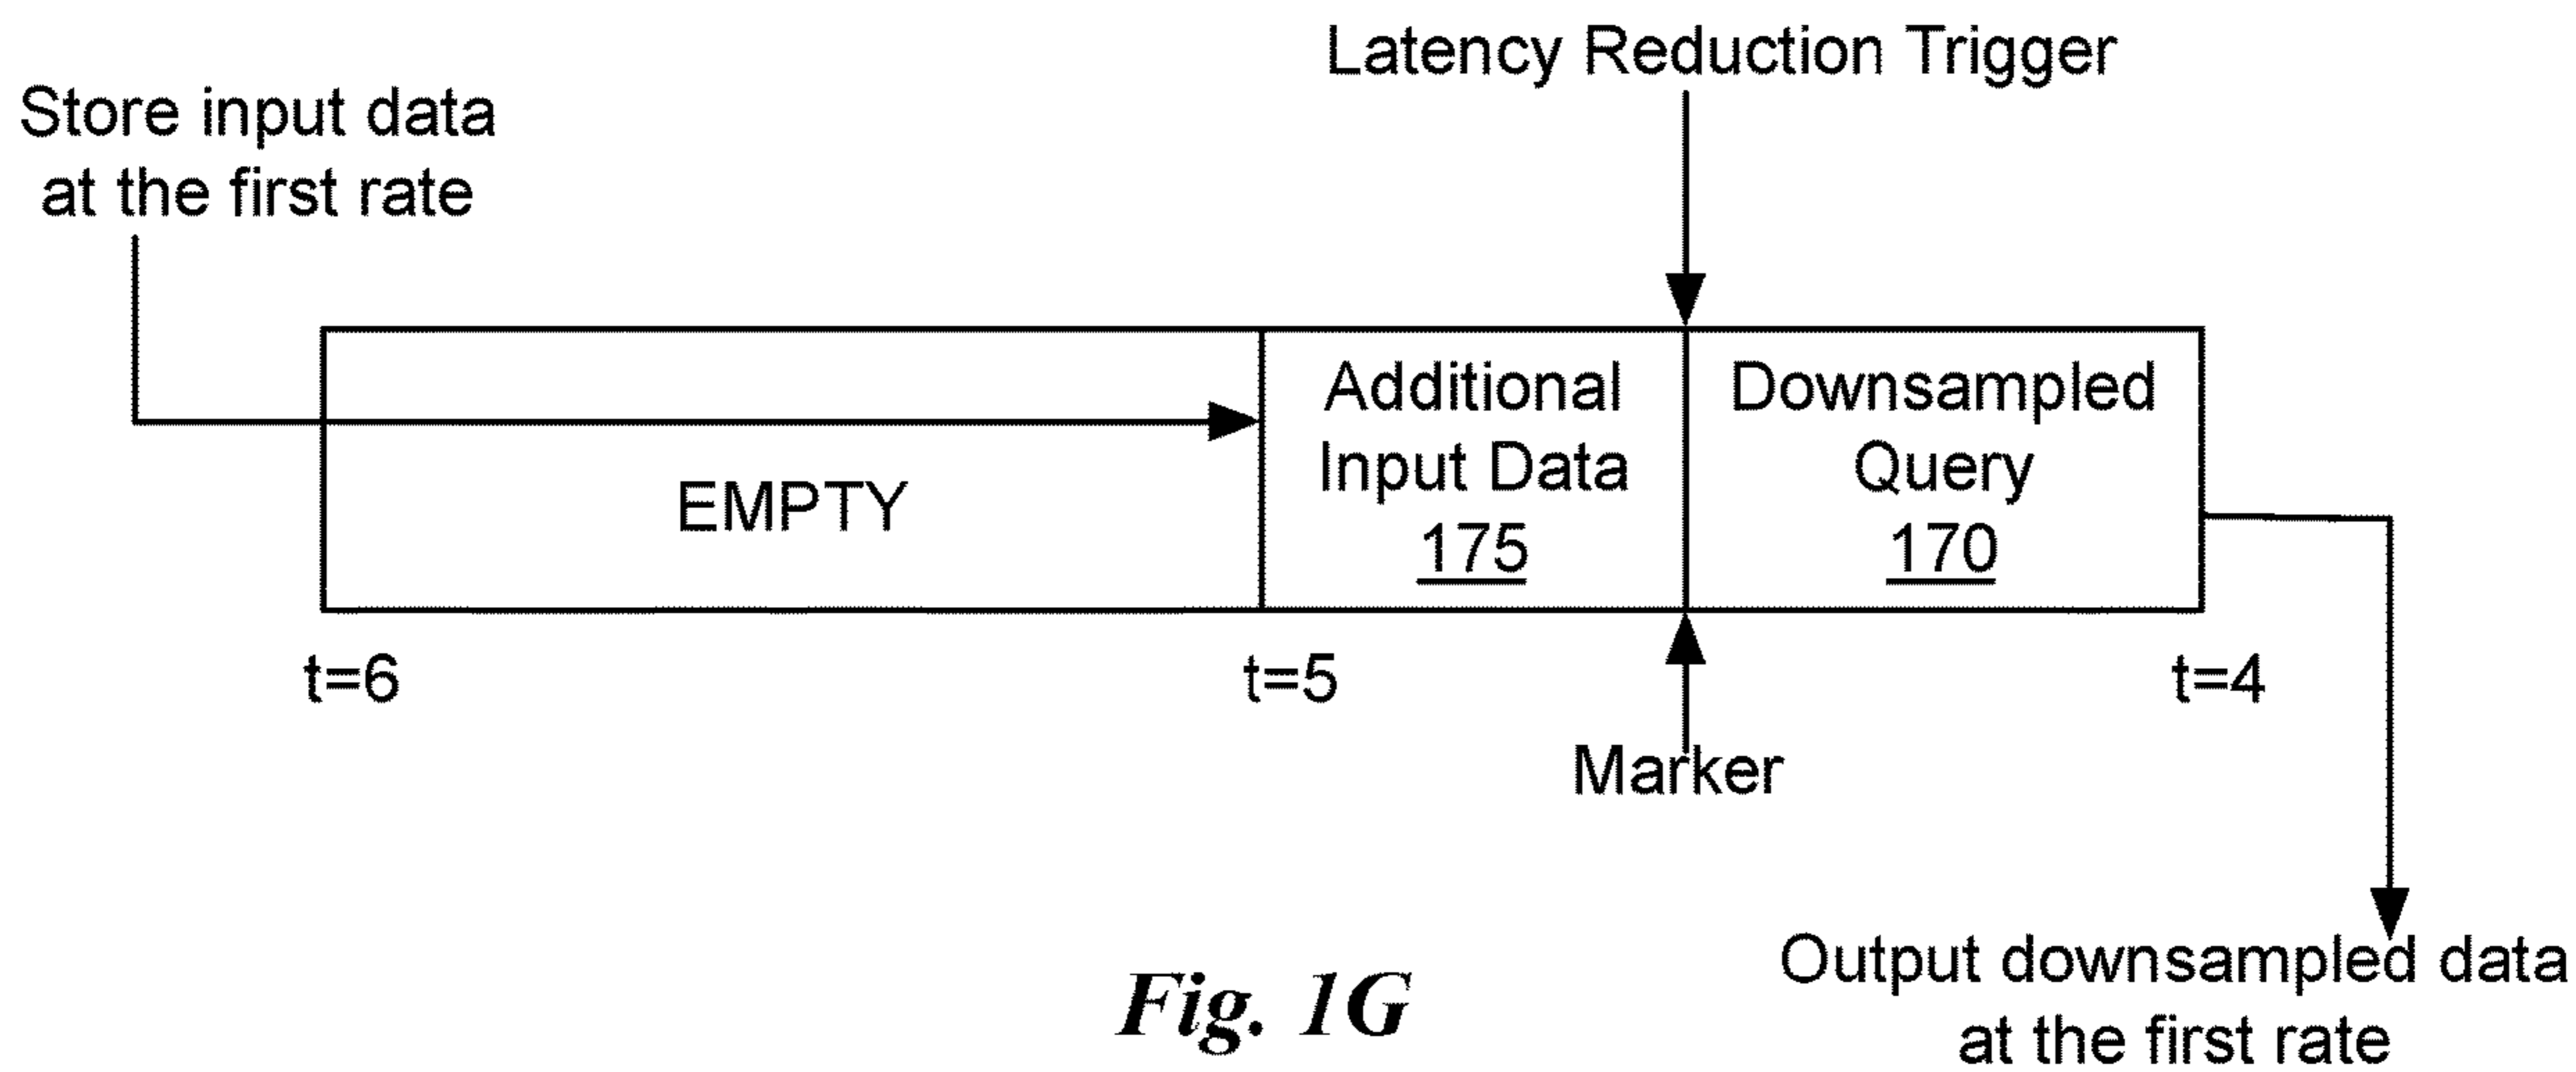 Latency Reduction Trigger
Store input data
at the first rate
EMPTY
Additional
Input Data
175
Downsampled
Query
170
t=6
t=5
t=4
Marker
Output downsampled data
at the first rate
Fig. 1G